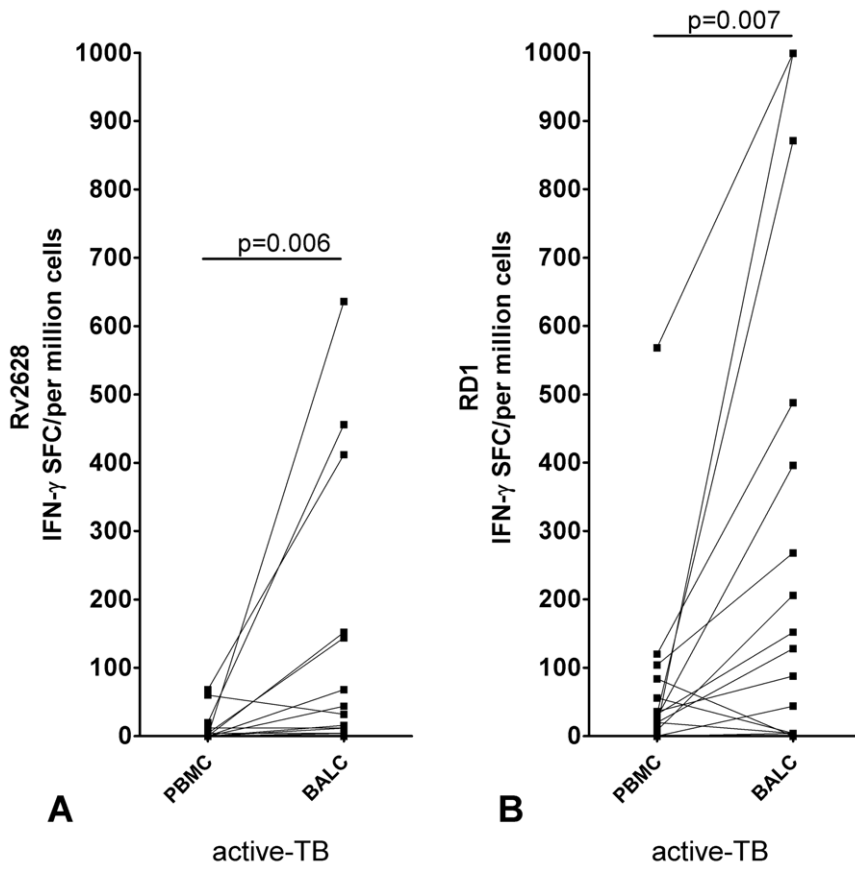 p=0.006
1000
900
800
700
600
500
400
300
200
100
0
Rv2628
IFN-γ SFC/per million cells
PBMC
BALC
A
active-TB
p=0.007
1000
900
800
700
600
500
400
300
200
100
0
RD1
IFN-γ SFC/per million cells
PBMC
BALC
B
active-TB